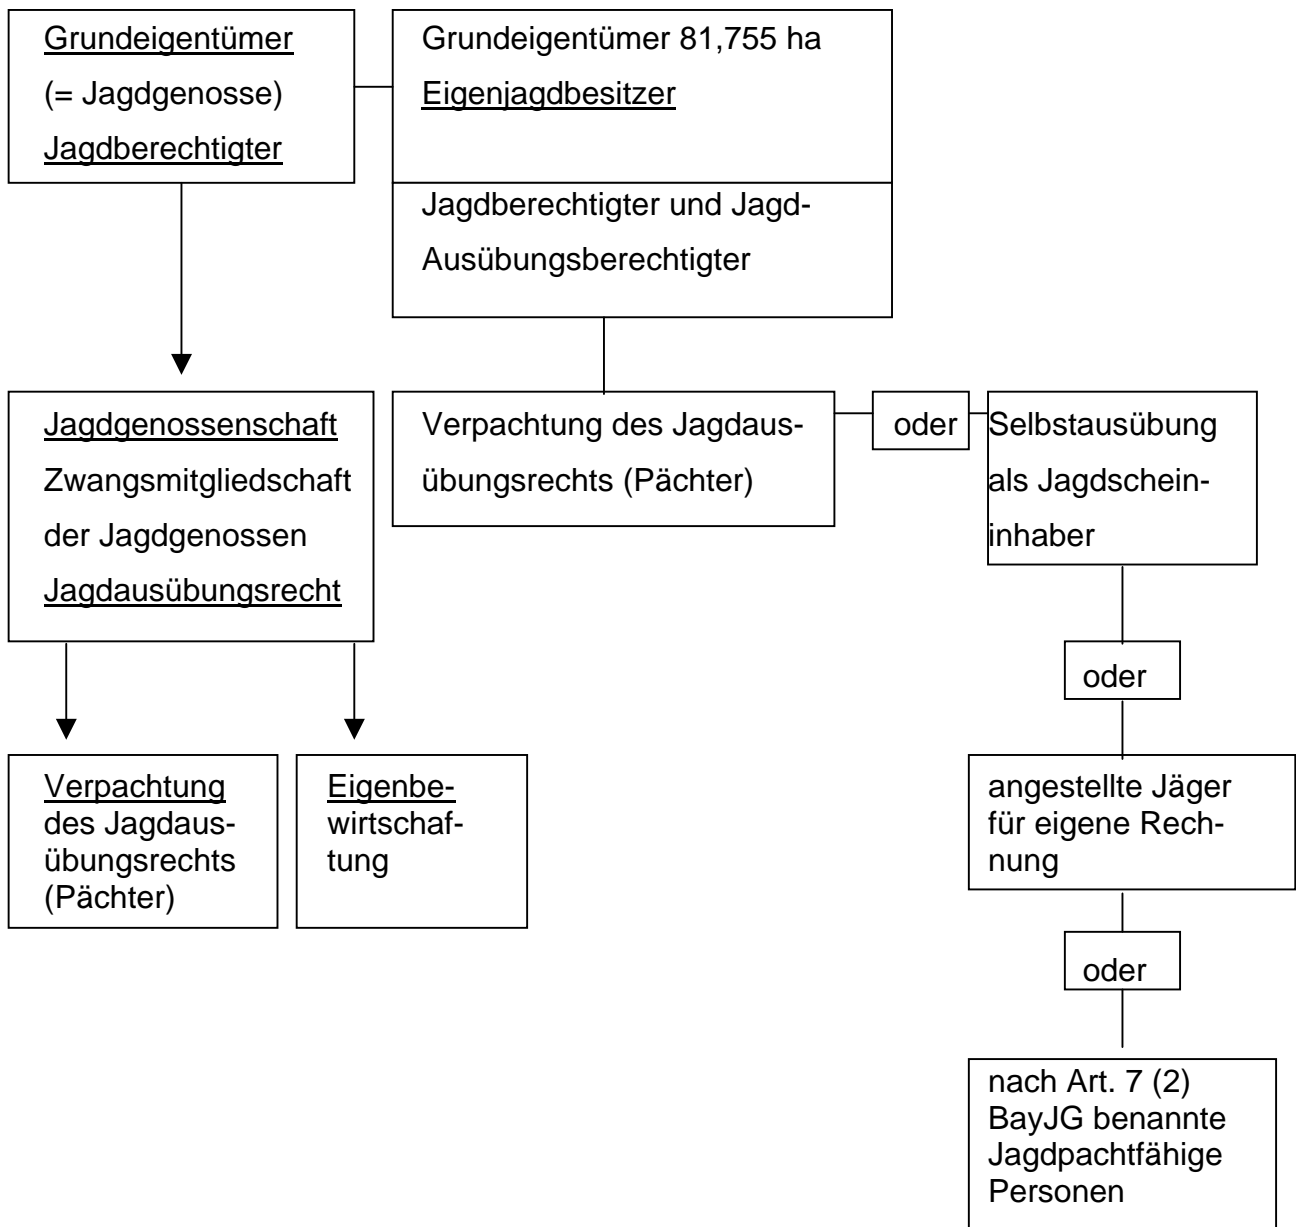 Grundeigentümer
(= Jagdgenosse)
Jagdberechtigter
Grundeigentümer 81,755 ha
Eigenjagdbesitzer
Jagdberechtigter und Jagd-
Ausübungsberechtigter
Jagdgenossenschaft
Zwangsmitgliedschaft
der Jagdgenossen
Jagdausübungsrecht
Verpachtung des Jagdaus-
übungsrechts (Pächter)
oder
Selbstausübung
als Jagdschein-
inhaber
oder
Verpachtung
des Jagdaus-
übungsrechts
(Pächter)
Eigenbe-
wirtschaf-
tung
angestellte Jäger
für eigene Rech-
nung
oder
nach Art. 7 (2)
BayJG benannte
Jagdpachtfähige
Personen